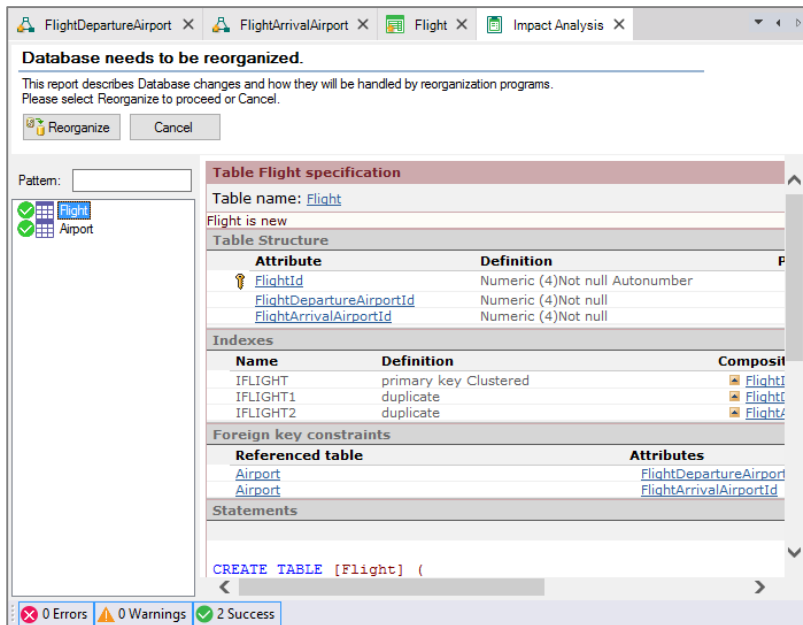 FlightDepartureAirport
FlightArrivalAirport
Flight
Impact Analysis
Database needs to be reorganized.
This report describes Database changes and how they will be handled by reorganization programs.
Please select Reorganize to proceed or Cancel.
Reorganize Cancel
Pattern:
Flight
Airport
Table Flight specification
Table name: Flight
Flight is new
Table Structure
Attribute Definition P
FlightId Numeric (4)Not null Autonumber
FlightDepartureAirportId Numeric (4)Not null
FlightArrivalAirportId Numeric (4)Not null
Indexes
Name Definition Composit
IFLIGHT primary key Clustered FlightI
IFLIGHT1 duplicate FlightD
IFLIGHT2 duplicate FlightA
Foreign key constraints
Referenced table Attributes
Airport FlightDepartureAirport
Airport FlightArrivalAirportId
Statements
CREATE TABLE [Flight] (
0 Errors 0 Warnings 2 Success